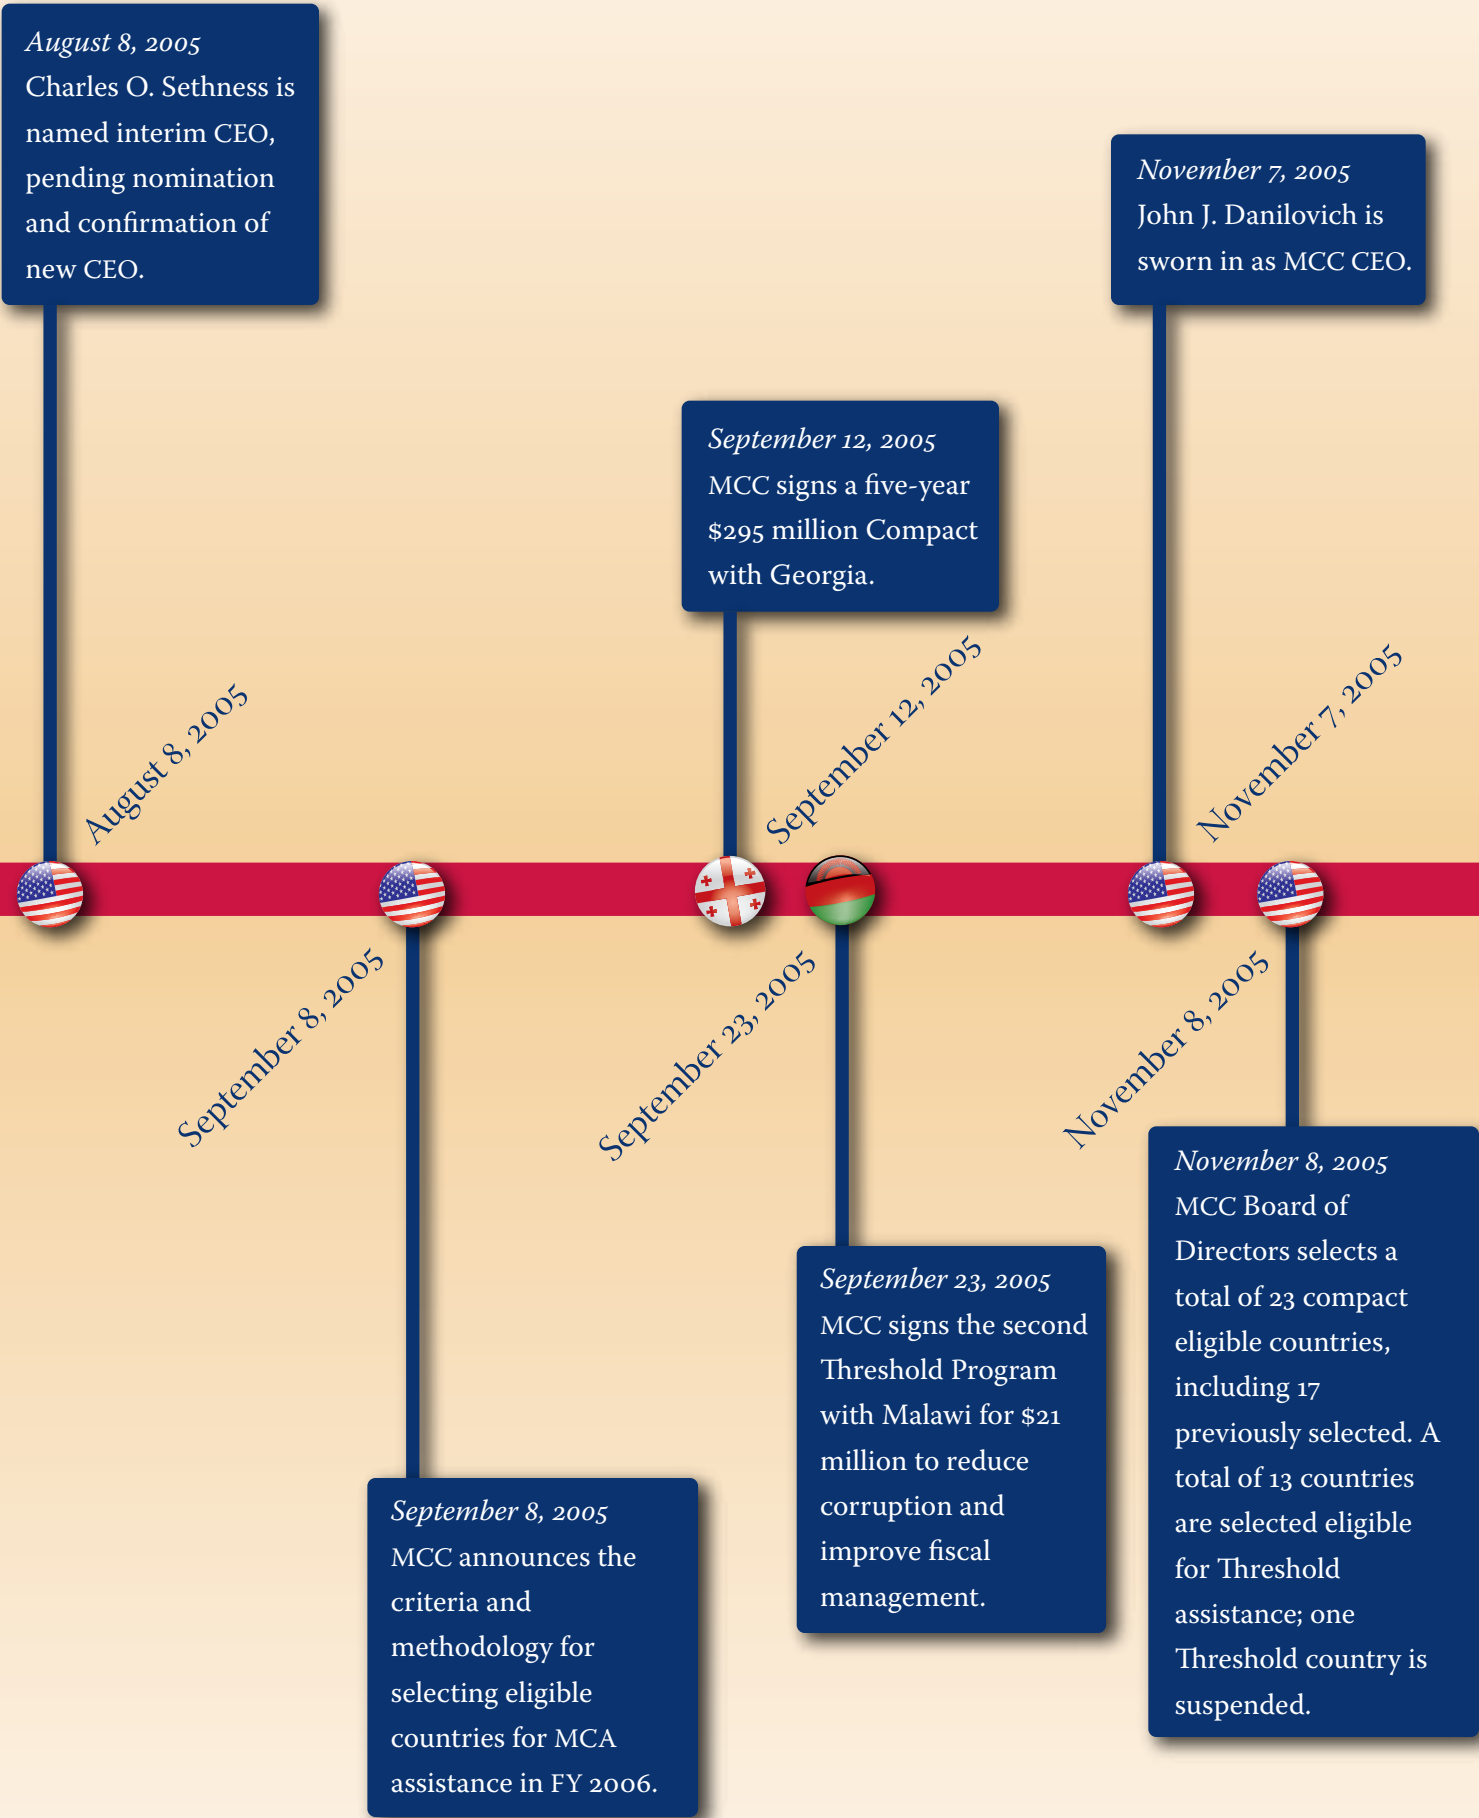 August 8, 2005
Charles O. Sethness is
named interim CEO,
pending nomination
and confirmation of
new CEO.
November 7, 2005
John J. Danilovich is
sworn in as MCC CEO.
September 12, 2005
MCC signs a five-year
$295 million Compact
with Georgia.
August 8, 2005
September 12, 2005
November 7, 2005
September 8, 2005
September 23, 2005
November 8, 2005
September 8, 2005
MCC announces the
criteria and
methodology for
selecting eligible
countries for MCA
assistance in FY 2006.
September 23, 2005
MCC signs the second
Threshold Program
with Malawi for $21
million to reduce
corruption and
improve fiscal
management.
November 8, 2005
MCC Board of
Directors selects a
total of 23 compact
eligible countries,
including 17
previously selected. A
total of 13 countries
are selected eligible
for Threshold
assistance; one
Threshold country is
suspended.